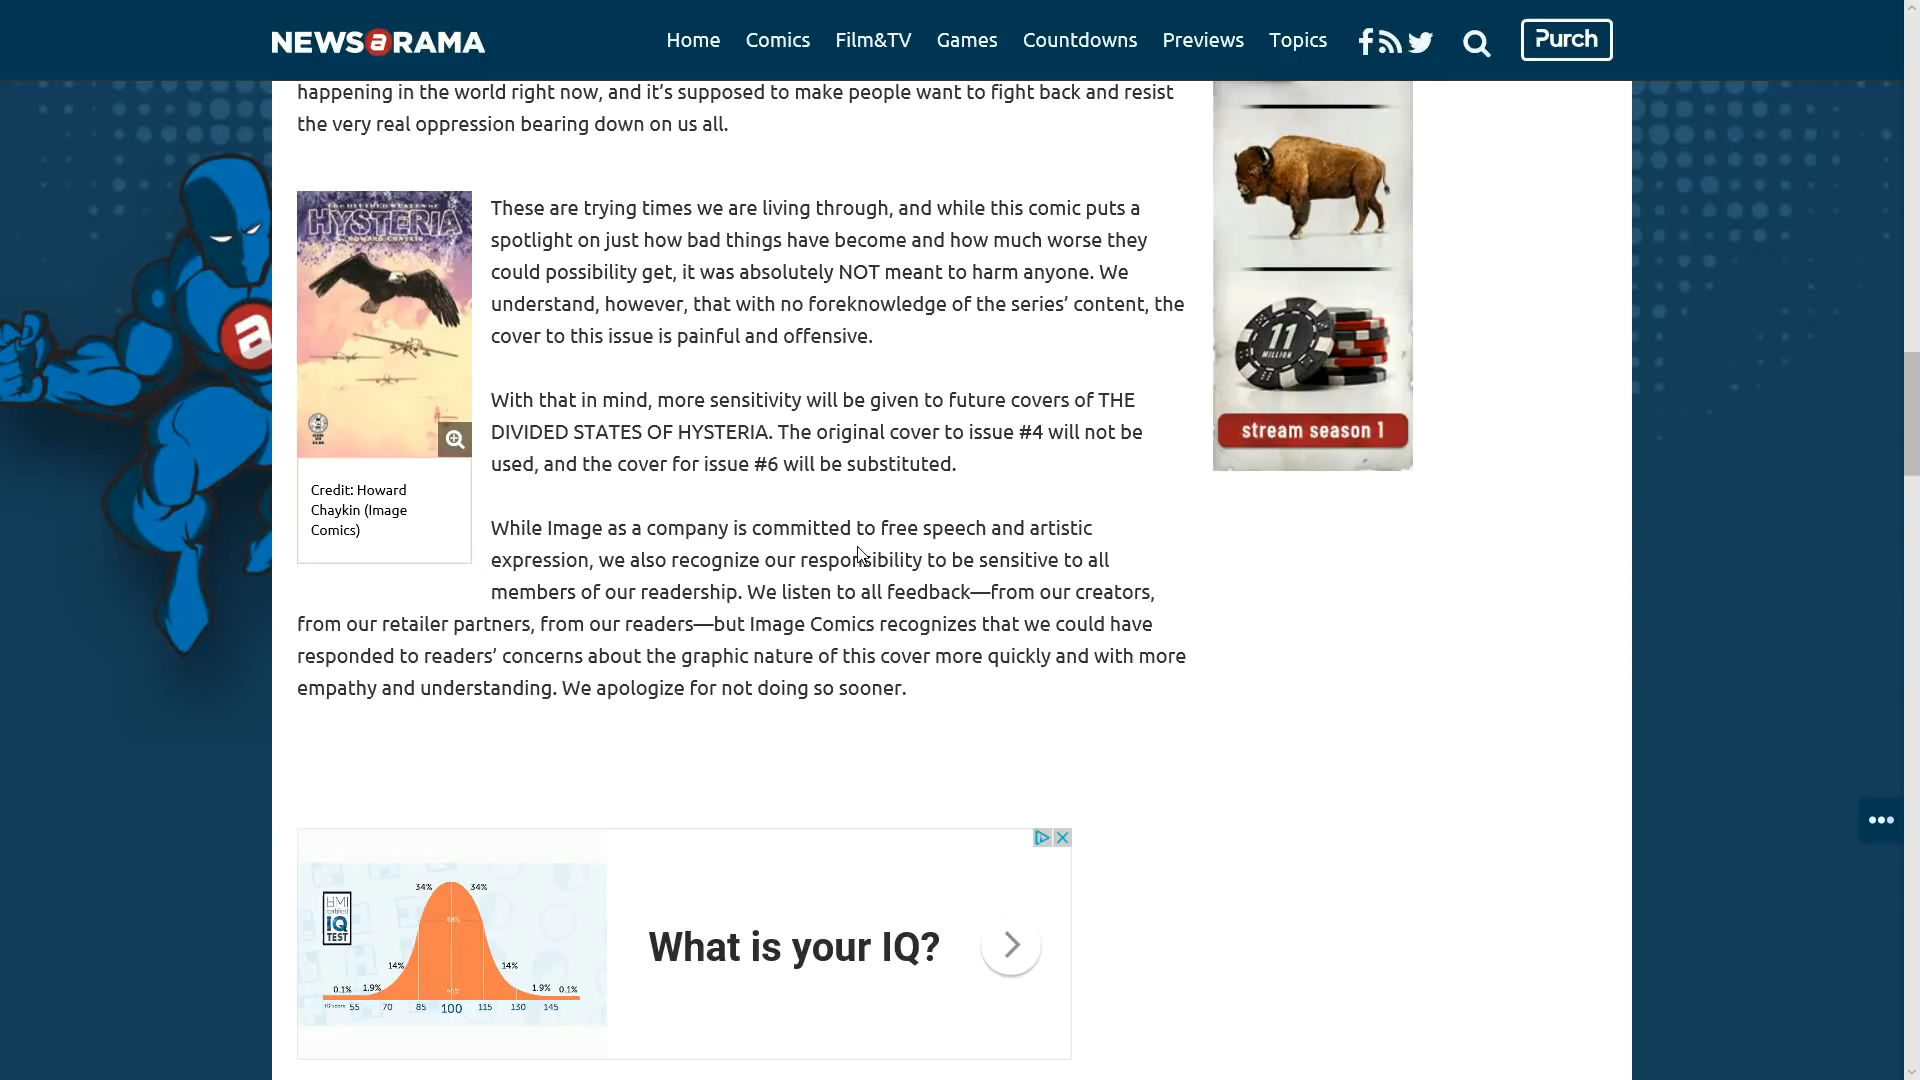 NEWSaRAMA
Home Comics Film&TV Games Countdowns Previews Topics
Purch
happening in the world right now, and it’s supposed to make people want to fight back and resist
the very real oppression bearing down on us all.
The DIVIDED STATES OF
HYSTERIA
HOWARD CHAYKIN
Credit: Howard
Chaykin (Image
Comics)
These are trying times we are living through, and while this comic puts a
spotlight on just how bad things have become and how much worse they
could possibility get, it was absolutely NOT meant to harm anyone. We
understand, however, that with no foreknowledge of the series’ content, the
cover to this issue is painful and offensive.
With that in mind, more sensitivity will be given to future covers of THE
DIVIDED STATES OF HYSTERIA. The original cover to issue #4 will not be
used, and the cover for issue #6 will be substituted.
While Image as a company is committed to free speech and artistic
expression, we also recognize our responsibility to be sensitive to all
members of our readership. We listen to all feedback—from our creators,
from our retailer partners, from our readers—but Image Comics recognizes that we could have
responded to readers’ concerns about the graphic nature of this cover more quickly and with more
empathy and understanding. We apologize for not doing so sooner.
11
MILLION
stream season 1
a
BMI
certified
IQ
TEST
34% 34%
68%
14% 14%
0.1% 1.9% 1.9% 0.1%
IQ score 55 70 85 100 115 130 145
What is your IQ?